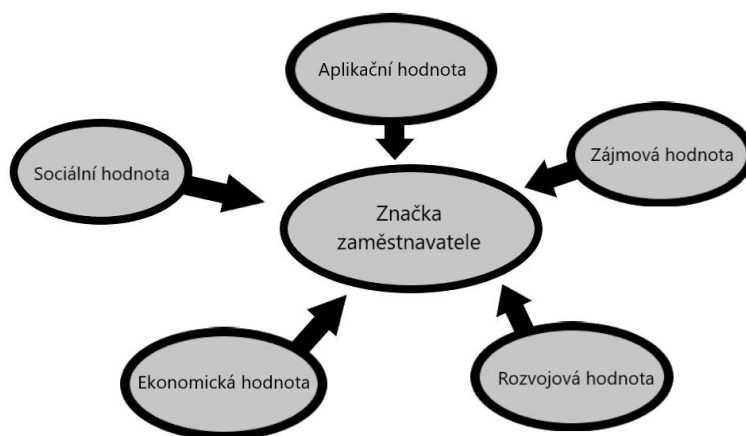 Aplikační hodnota
Sociální hodnota
Zájmová hodnota
Značka
zaměstnavatele
Ekonomická hodnota
Rozvojová hodnota